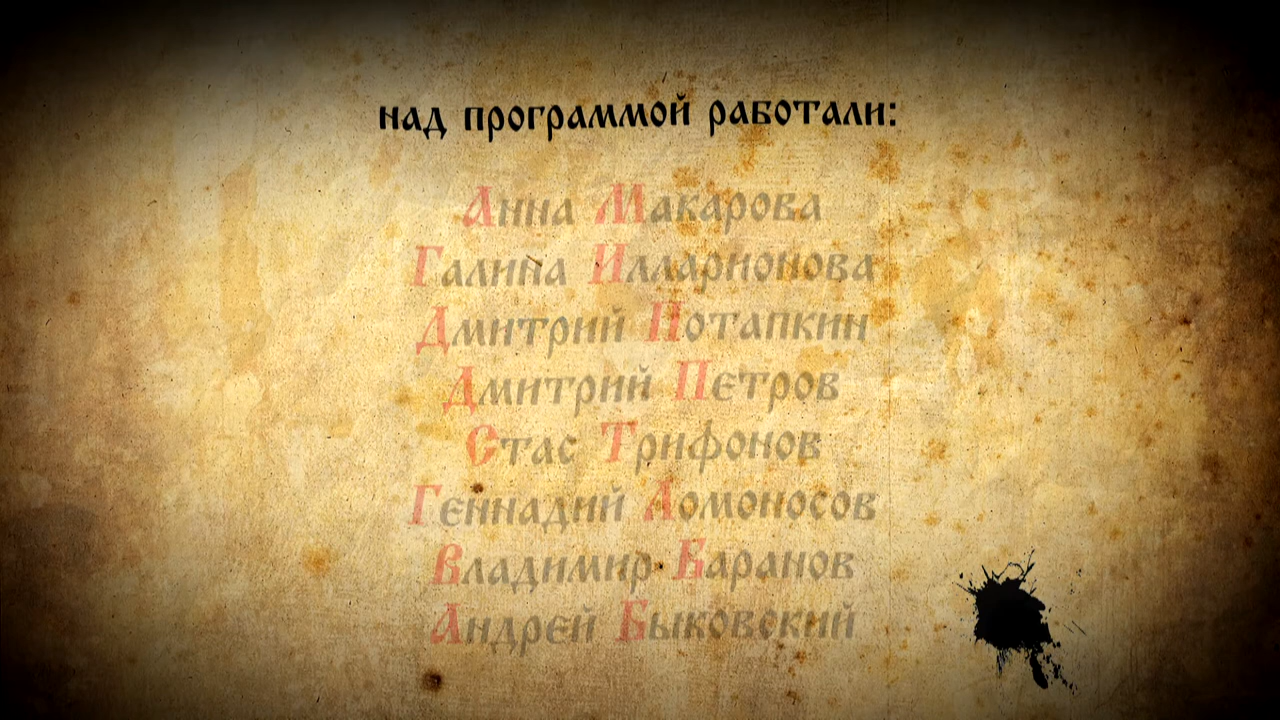 над программой работали:
Анна Макарова
Галина Илларионова
Дмитрий Потапкин
Дмитрий Петров
Стас Трифонов
Геннадий Ломоносов
Владимир Баранов
Андрей Быковский